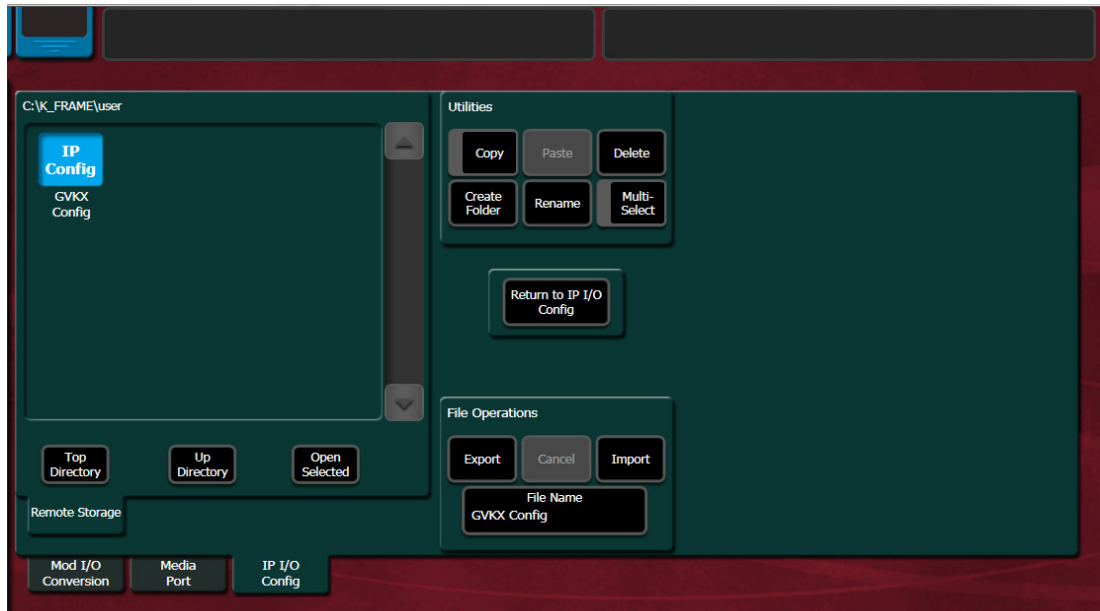 C:\K_FRAME\user
IP
Config
GVKX
Config
Top
Directory
Up
Directory
Open
Selected
Remote Storage
Utilities
Copy
Paste
Delete
Create
Folder
Rename
Multi-
Select
Return to IP I/O
Config
File Operations
Export
Cancel
Import
File Name
GVKX Config
Mod I/O
Conversion
Media
Port
IP I/O
Config